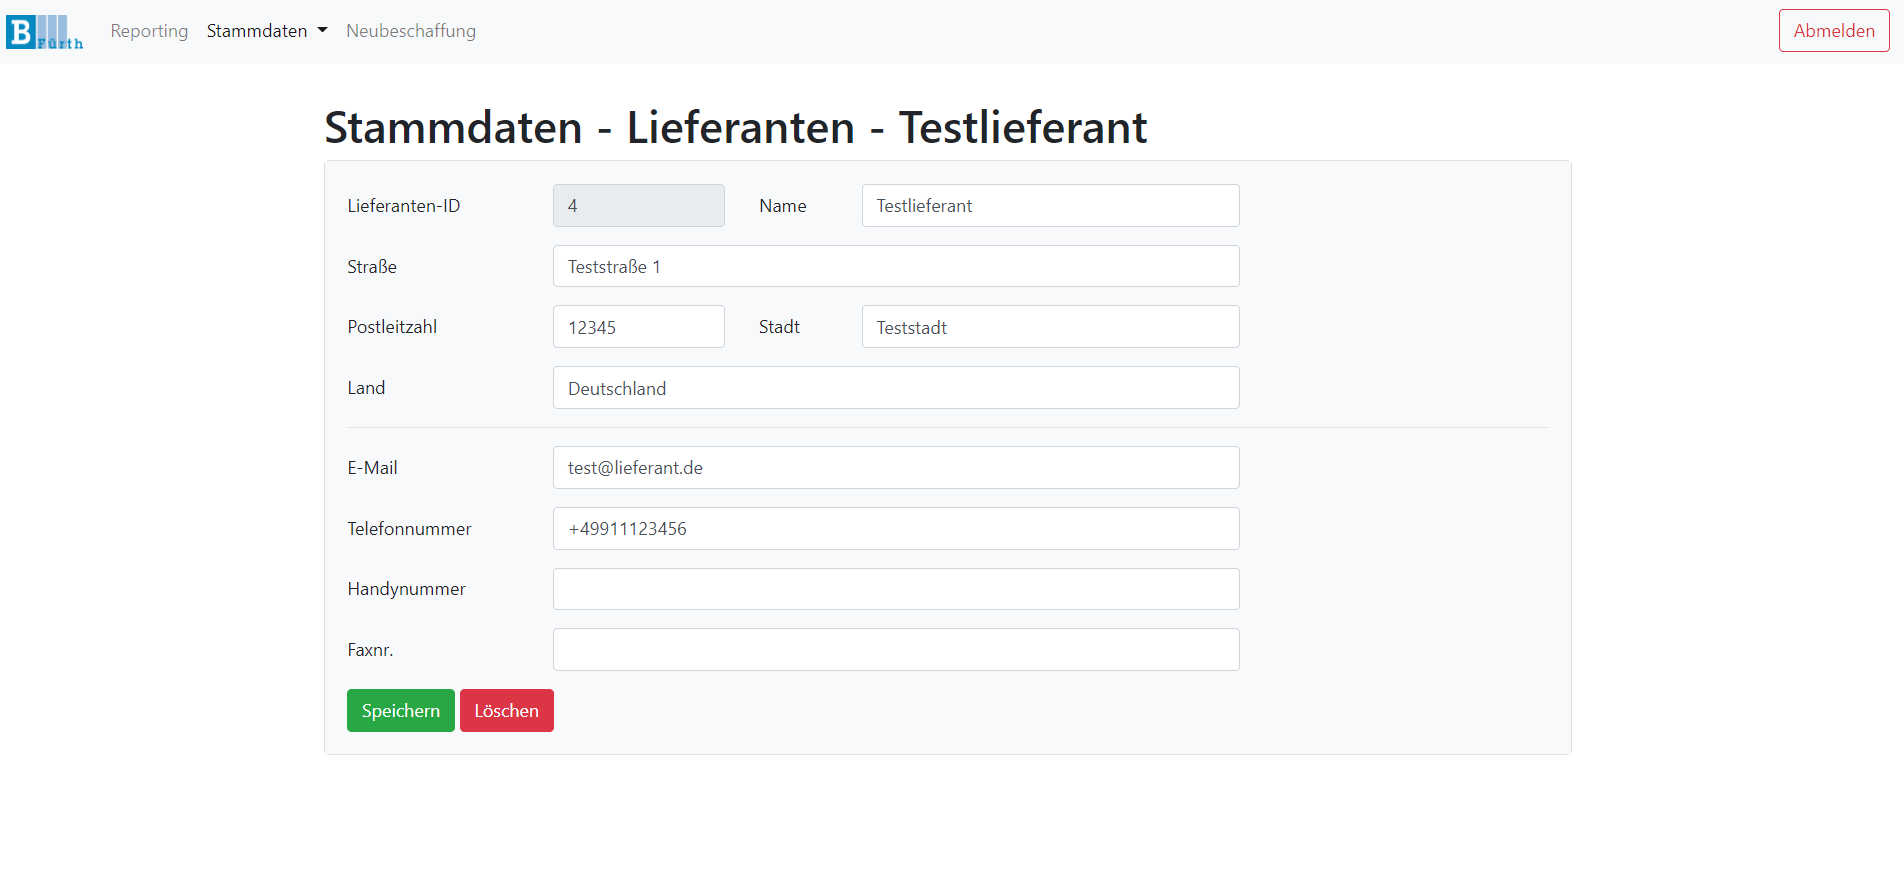 B Fürth Reporting Stammdaten Neubeschaffung Abmelden
Stammdaten - Lieferanten - Testlieferant
Lieferanten-ID 4 Name Testlieferant
Straße Teststraße 1
Postleitzahl 12345 Stadt Teststadt
Land Deutschland
E-Mail test@lieferant.de
Telefonnummer +49911123456
Handynummer
Faxnr.
Speichern Löschen